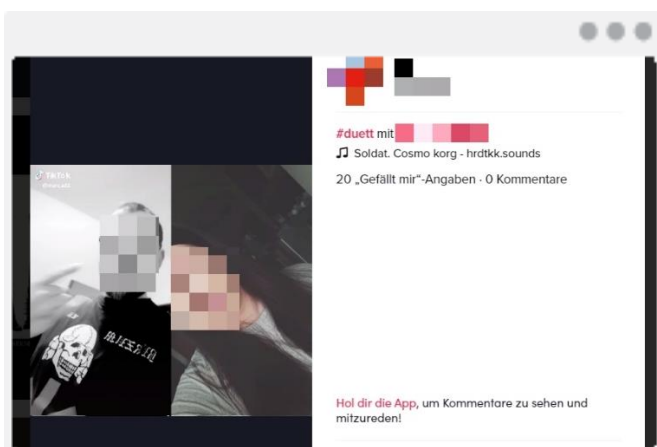 #duett mit
Soldat. Cosmo korg - hrdtkk.sounds
20 „Gefällt mir“-Angaben · 0 Kommentare
TikTok
Hol dir die App, um Kommentare zu sehen und
mitzureden!